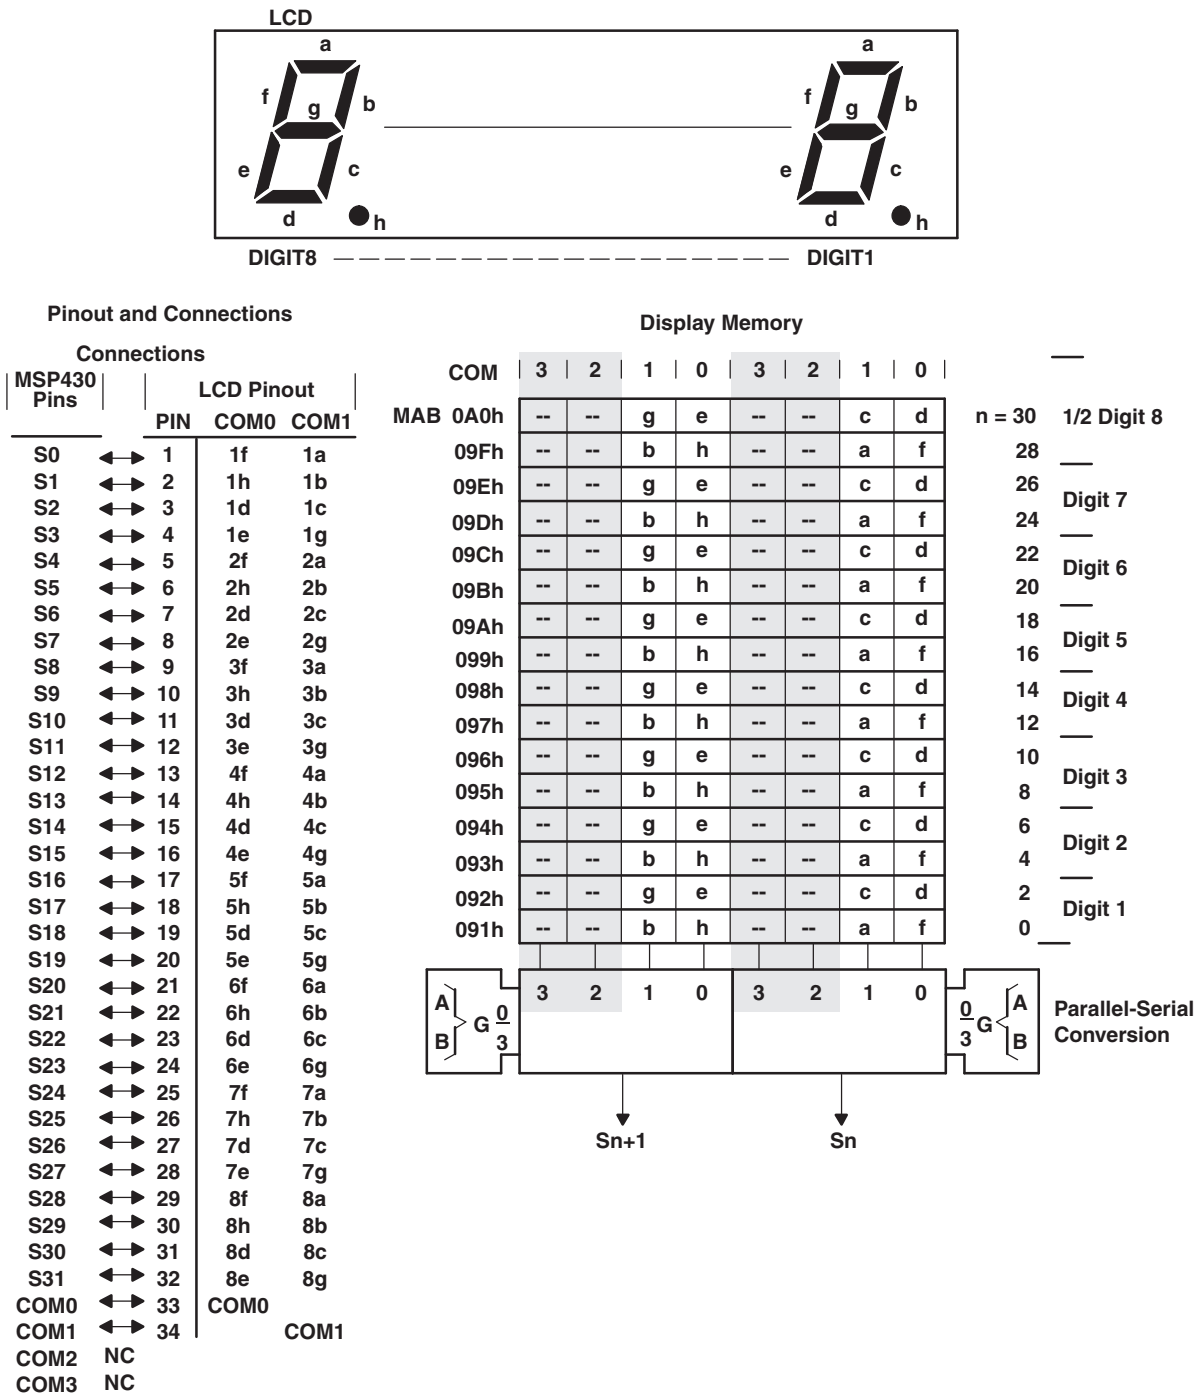 LCD
a
f
g
b
e
c
d
h
a
f
g
b
e
c
d
h
DIGIT8
DIGIT1
Pinout and Connections
Connections
MSP430 Pins
LCD Pinout
PIN COM0 COM1
S0 1 1f 1a
S1 2 1h 1b
S2 3 1d 1c
S3 4 1e 1g
S4 5 2f 2a
S5 6 2h 2b
S6 7 2d 2c
S7 8 2e 2g
S8 9 3f 3a
S9 10 3h 3b
S10 11 3d 3c
S11 12 3e 3g
S12 13 4f 4a
S13 14 4h 4b
S14 15 4d 4c
S15 16 4e 4g
S16 17 5f 5a
S17 18 5h 5b
S18 19 5d 5c
S19 20 5e 5g
S20 21 6f 6a
S21 22 6h 6b
S22 23 6d 6c
S23 24 6e 6g
S24 25 7f 7a
S25 26 7h 7b
S26 27 7d 7c
S27 28 7e 7g
S28 29 8f 8a
S29 30 8h 8b
S30 31 8d 8c
S31 32 8e 8g
COM0 33 COM0
COM1 34 COM1
COM2 NC
COM3 NC
Display Memory
COM 3 2 1 0 3 2 1 0
MAB 0A0h -- -- g e -- -- c d n = 30 1/2 Digit 8
09Fh -- -- b h -- -- a f 28
09Eh -- -- g e -- -- c d 26
Digit 7
09Dh -- -- b h -- -- a f 24
09Ch -- -- g e -- -- c d 22
Digit 6
09Bh -- -- b h -- -- a f 20
09Ah -- -- g e -- -- c d 18
Digit 5
099h -- -- b h -- -- a f 16
098h -- -- g e -- -- c d 14
Digit 4
097h -- -- b h -- -- a f 12
096h -- -- g e -- -- c d 10
Digit 3
095h -- -- b h -- -- a f 8
094h -- -- g e -- -- c d 6
Digit 2
093h -- -- b h -- -- a f 4
092h -- -- g e -- -- c d 2
Digit 1
091h -- -- b h -- -- a f 0
A
B
G 0
3
3 2 1 0 3 2 1 0
0
3 G
A
B
Parallel-Serial
Conversion
Sn+1
Sn